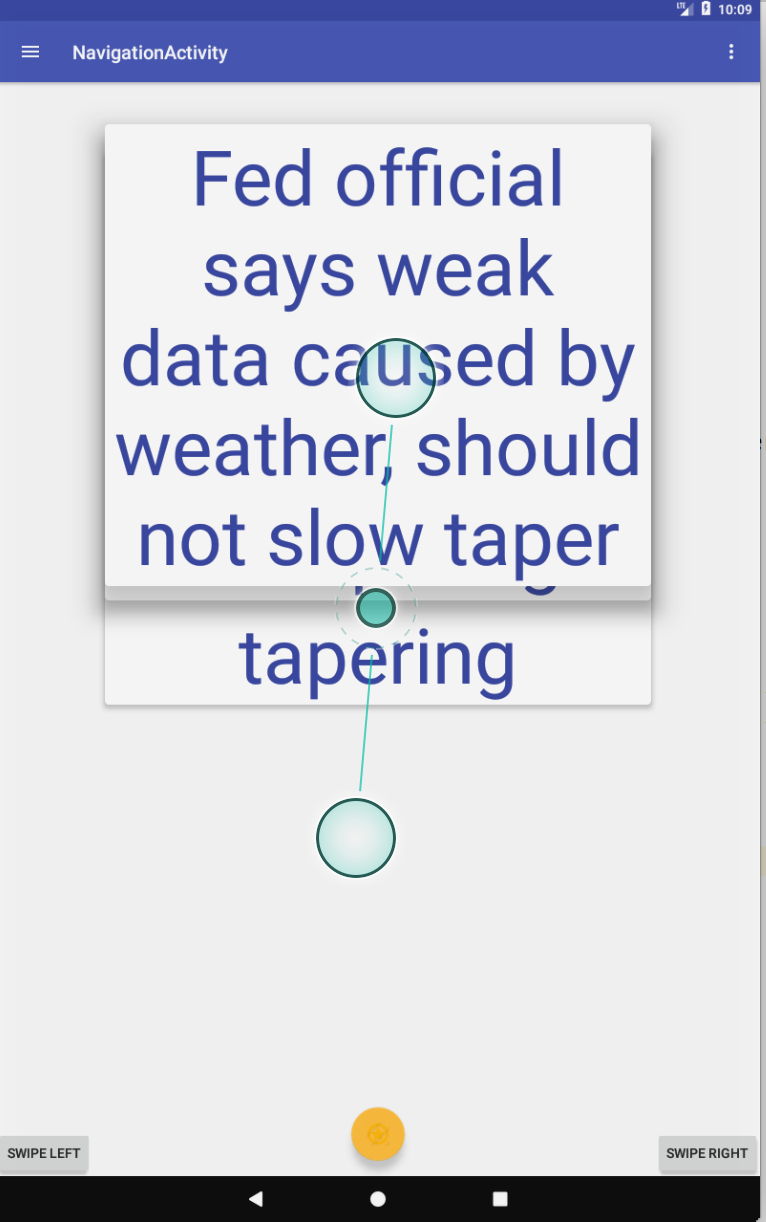 LTE 10:09
NavigationActivity
Fed official
says weak
data caused by
weather, should
not slow taper
tapering
SWIPE LEFT
SWIPE RIGHT